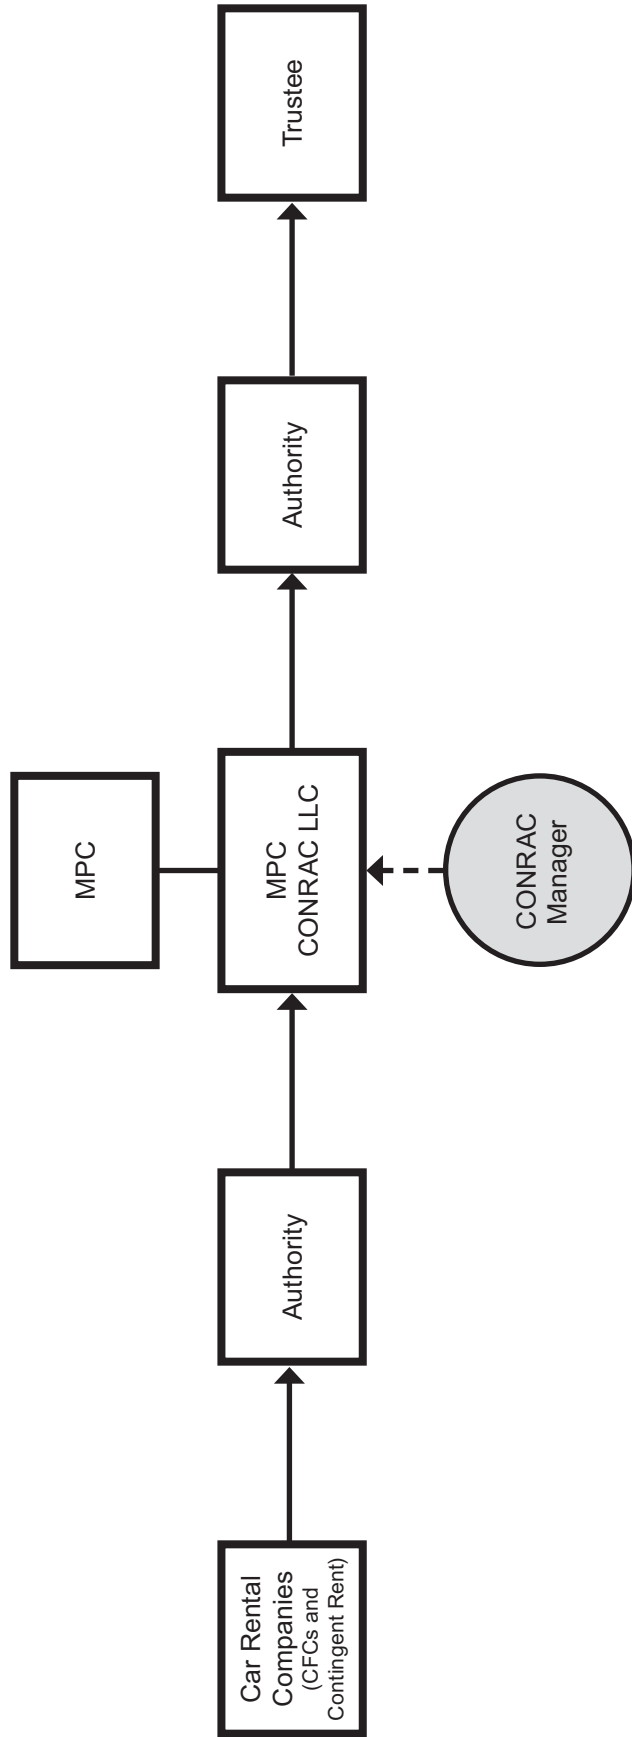 MPC
Car Rental
Companies
(CFCs and
Contingent Rent)
Authority
MPC
CONRAC LLC
Authority
Trustee
CONRAC
Manager